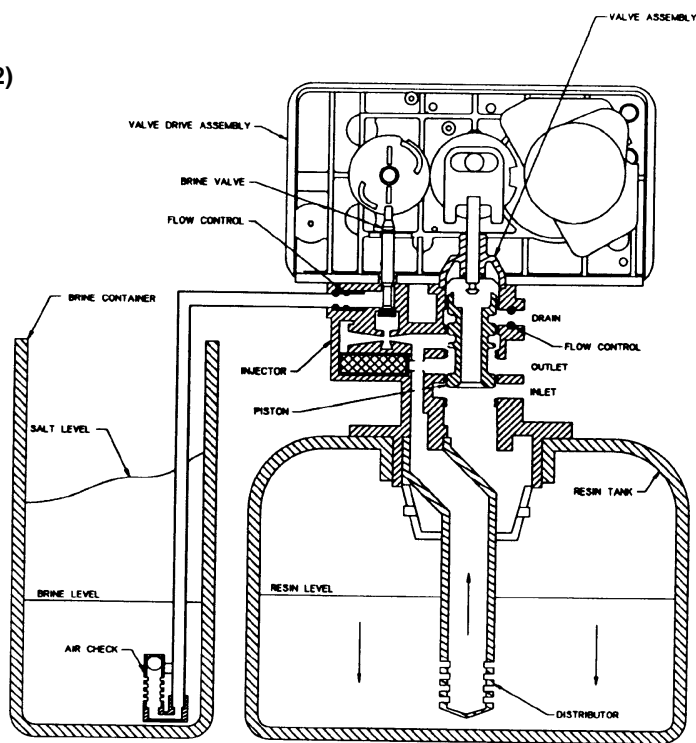 VALVE ASSEMBLY
2)
VALVE DRIVE ASSEMBLY
BRINE VALVE
FLOW CONTROL
BRINE CONTAINER
DRAIN
FLOW CONTROL
INJECTOR
OUTLET
INLET
PISTON
SALT LEVEL
RESIN TANK
BRINE LEVEL
RESIN LEVEL
AIR CHECK
DISTRIBUTOR